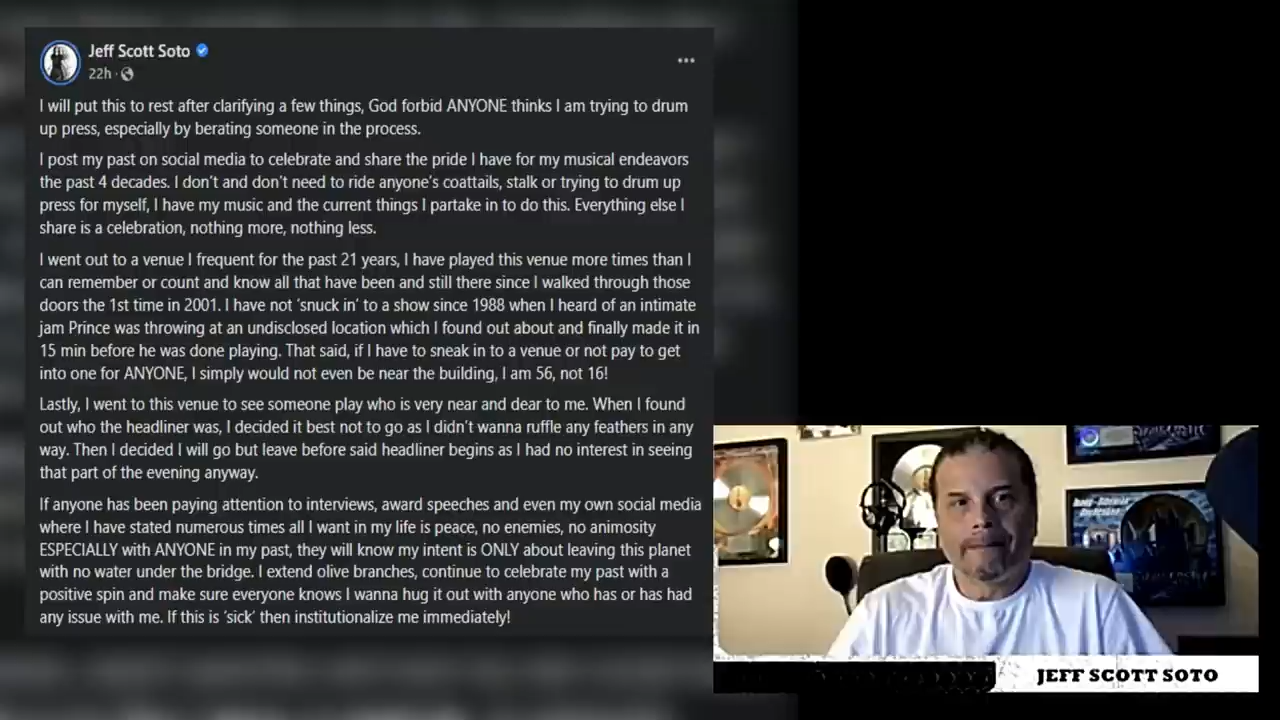 Jeff Scott Soto
22h ·
I will put this to rest after clarifying a few things, God forbid ANYONE thinks I am trying to drum
up press, especially by berating someone in the process.
I post my past on social media to celebrate and share the pride I have for my musical endeavors
the past 4 decades. I don't and don't need to ride anyone's coattails, stalk or trying to drum up
press for myself, I have my music and the current things I partake in to do this. Everything else I
share is a celebration, nothing more, nothing less.
I went out to a venue I frequent for the past 21 years, I have played this venue more times than I
can remember or count and know all that have been and still there since I walked through those
doors the 1st time in 2001. I have not 'snuck in' to a show since 1988 when I heard of an intimate
jam Prince was throwing at an undisclosed location which I found out about and finally made it in
15 min before he was done playing. That said, if I have to sneak in to a venue or not pay to get
into one for ANYONE, I simply would not even be near the building, I am 56, not 16!
Lastly, I went to this venue to see someone play who is very near and dear to me. When I found
out who the headliner was, I decided it best not to go as I didn't wanna ruffle any feathers in any
way. Then I decided I will go but leave before said headliner begins as I had no interest in seeing
that part of the evening anyway.
If anyone has been paying attention to interviews, award speeches and even my own social media
where I have stated numerous times all I want in my life is peace, no enemies, no animosity
ESPECIALLY with ANYONE in my past, they will know my intent is ONLY about leaving this planet
with no water under the bridge. I extend olive branches, continue to celebrate my past with a
positive spin and make sure everyone knows I wanna hug it out with anyone who has or has had
any issue with me. If this is 'sick' then institutionalize me immediately!
JEFF SCOTT SOTO